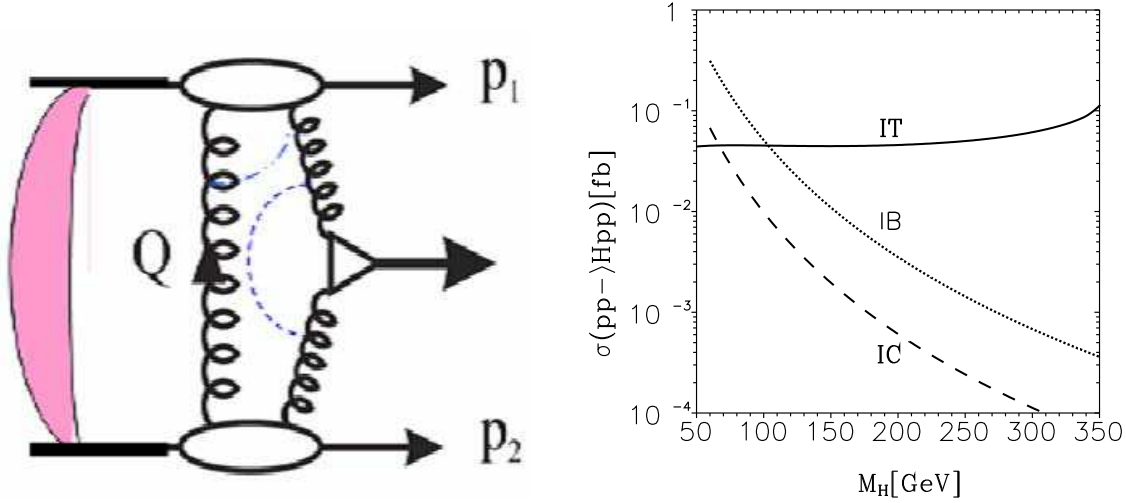 p₁
Q
p₂
σ(pp->Hpp)[fb]
1
10⁻¹
10⁻²
10⁻³
10⁻⁴
IT
IB
IC
50 100 150 200 250 300 350
M_H[GeV]